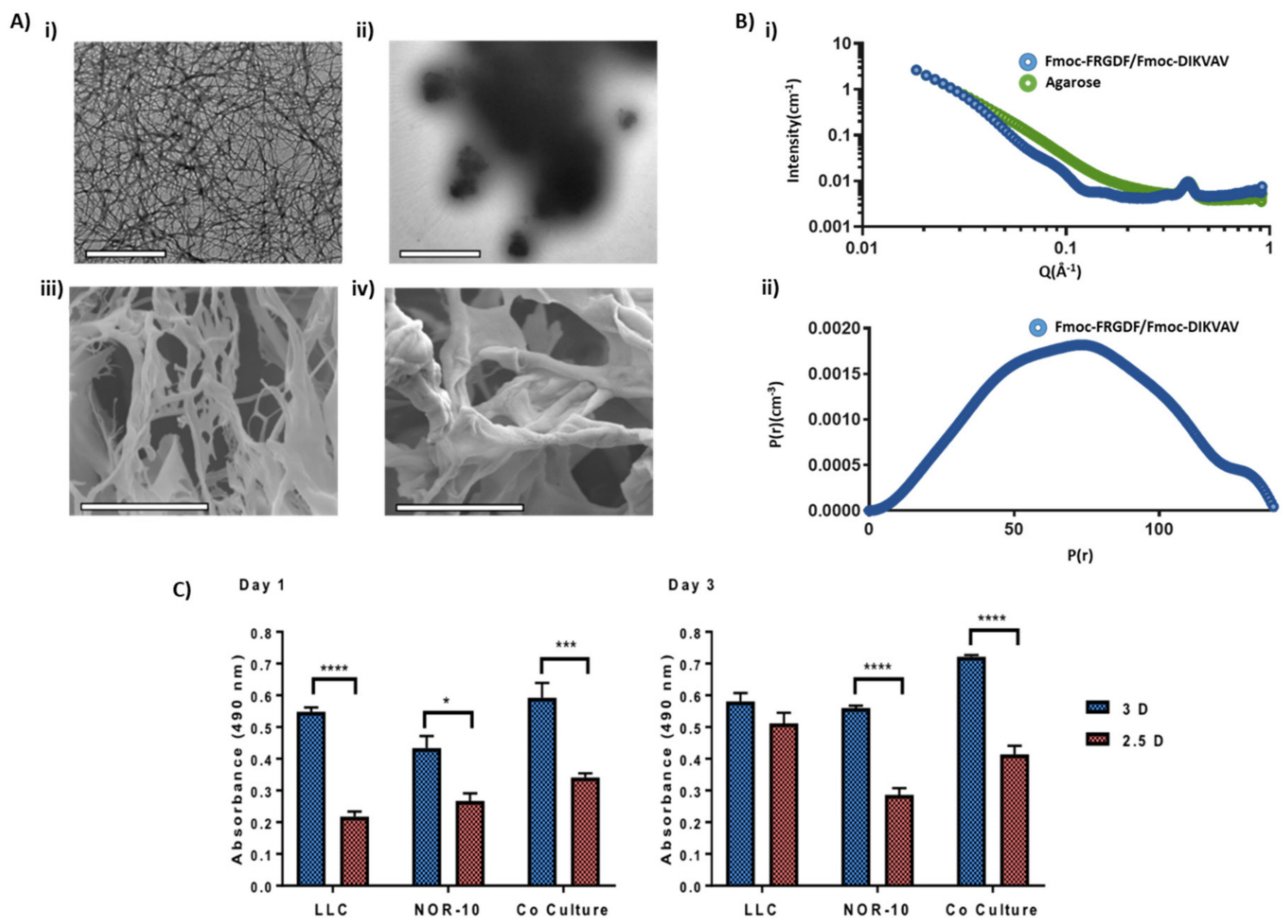 A)
i)
ii)
iii)
iv)
B)
i)
10
1
0.1
0.01
0.001
Intensity(cm⁻¹)
Fmoc-FRGDF/Fmoc-DIKVAV
Agarose
0.01
0.1
1
Q(Å⁻¹)
ii)
0.0020
0.0015
0.0010
0.0005
0.0000
P(r)(cm⁻³)
Fmoc-FRGDF/Fmoc-DIKVAV
0
50
100
P(r)
C)
Day 1
Absorbance (490 nm)
0.8
0.7
0.6
0.5
0.4
0.3
0.2
0.1
0.0
****
*
***
LLC
NOR-10
Co Culture
Day 3
Absorbance (490 nm)
0.8
0.7
0.6
0.5
0.4
0.3
0.2
0.1
0.0
****
****
LLC
NOR-10
Co Culture
3 D
2.5 D